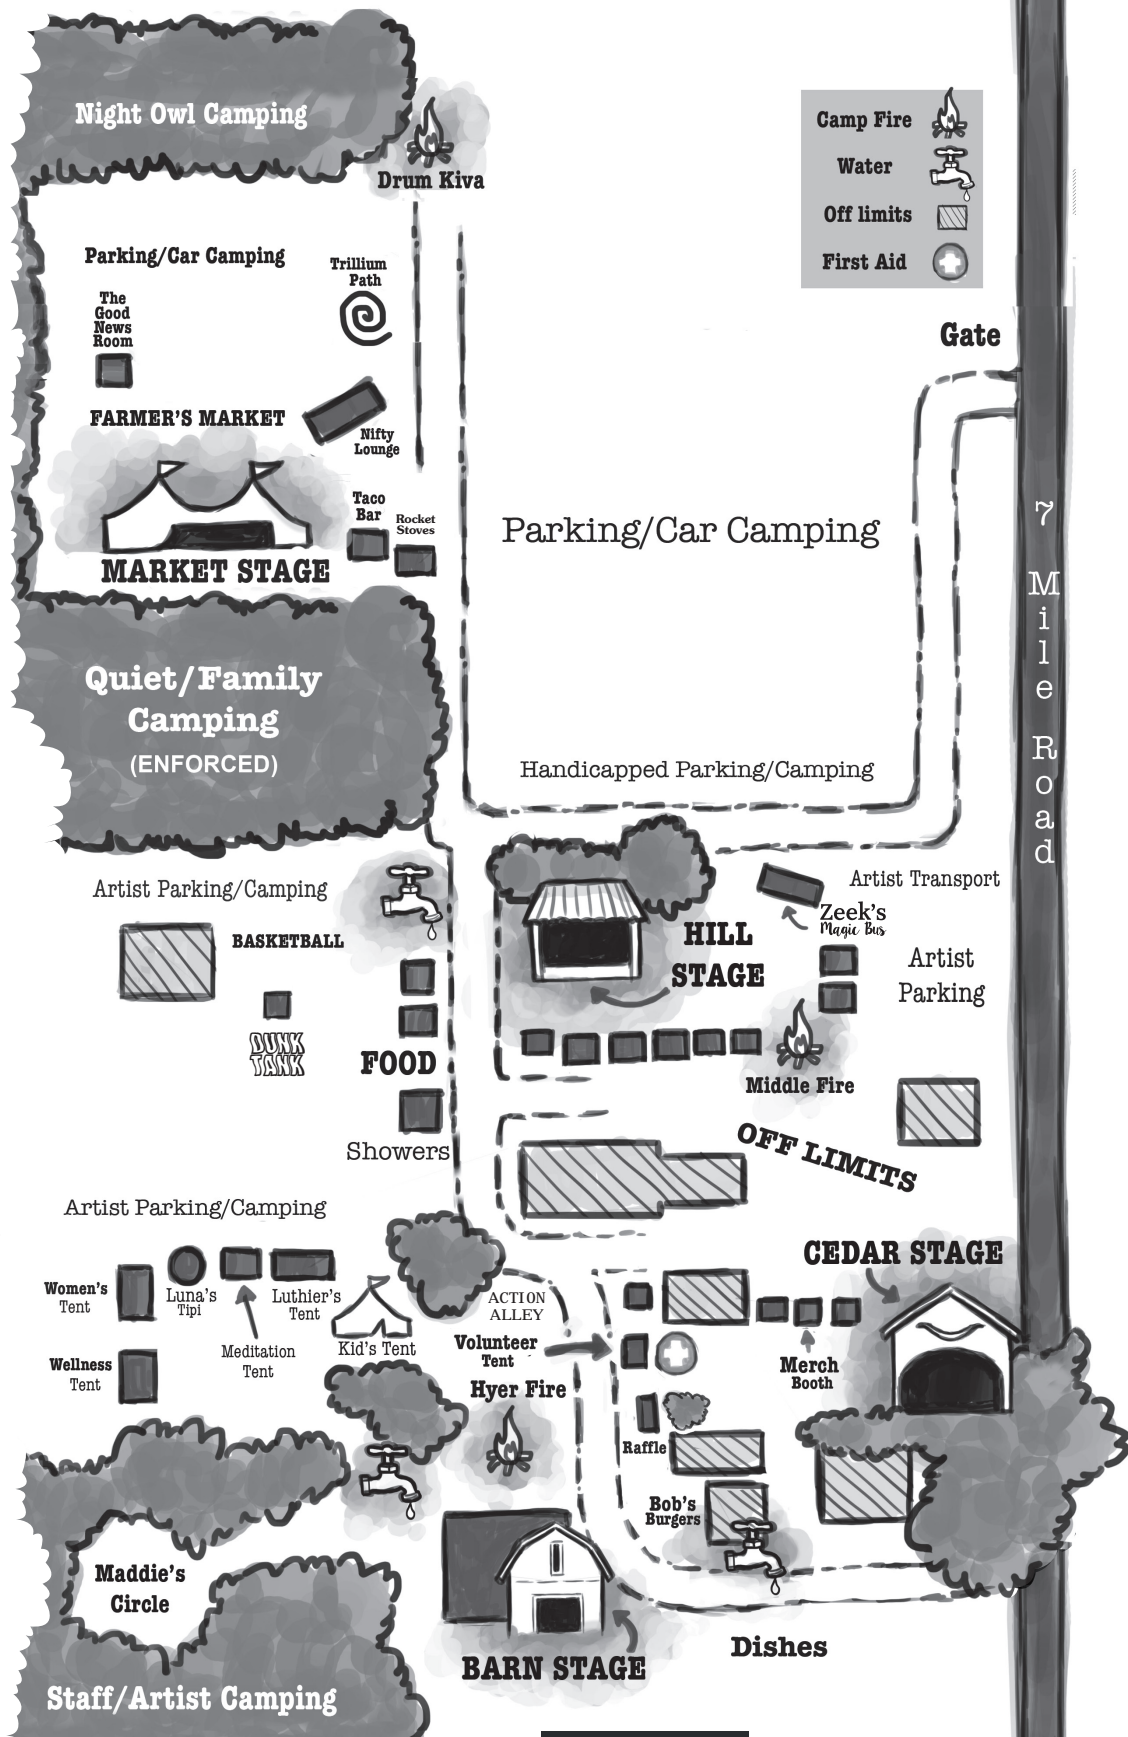 Night Owl Camping
Drum Kiva
Camp Fire
Water
Off limits
First Aid
Parking/Car Camping
Trillium
Path
The
Good
News
Room
Gate
FARMER'S MARKET
Nifty
Lounge
Taco
Bar
Rocket
Stoves
MARKET STAGE
Parking/Car Camping
7 Mile Road
Quiet/Family
Camping
(ENFORCED)
Handicapped Parking/Camping
Artist Parking/Camping
BASKETBALL
HILL
STAGE
Artist Transport
Zeek's
Magic Bus
Artist
Parking
DUNK
TANK
FOOD
Middle Fire
Showers
OFF LIMITS
Artist Parking/Camping
CEDAR STAGE
Women's
Tent
Luna's
Tipi
Luthier's
Tent
ACTION
ALLEY
Meditation
Tent
Kid's Tent
Volunteer
Tent
Wellness
Tent
Merch
Booth
Hyer Fire
Raffle
Bob's
Burgers
Maddie's
Circle
Dishes
BARN STAGE
Staff/Artist Camping